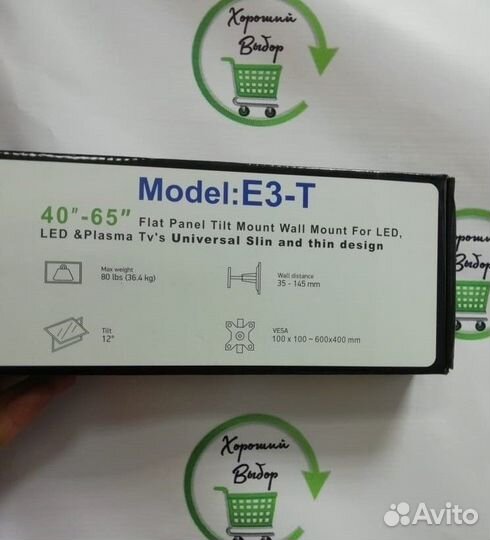 Хороший
Выбор
Model:E3-T
40"-65" Flat Panel Tilt Mount Wall Mount For LED,
LED &Plasma Tv's Universal Slin and thin design
Max weight
80 lbs (36.4 kg)
Wall distance
35 - 145 mm
Tilt
12°
VESA
100 x 100 ~ 600x400 mm
Хороший
Выбор
Avito